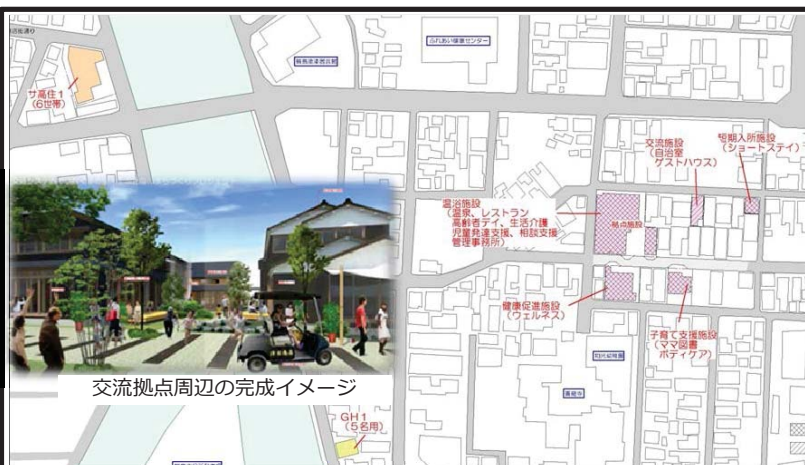 ふれあい健康センター
サ高住1
(6世帯)
交流施設
(自治室
ゲストハウス)
短期入所施設
(ショートステイ)
温浴施設
(温泉、レストラン
高齢者デイ、生活介護
児童発達支援、相談支援
管理事務所)
拠点施設
健康促進施設
(ウェルネス)
子育て支援施設
(ママ図書
ボディケア)
交流拠点周辺の完成イメージ
GH1
(5名用)